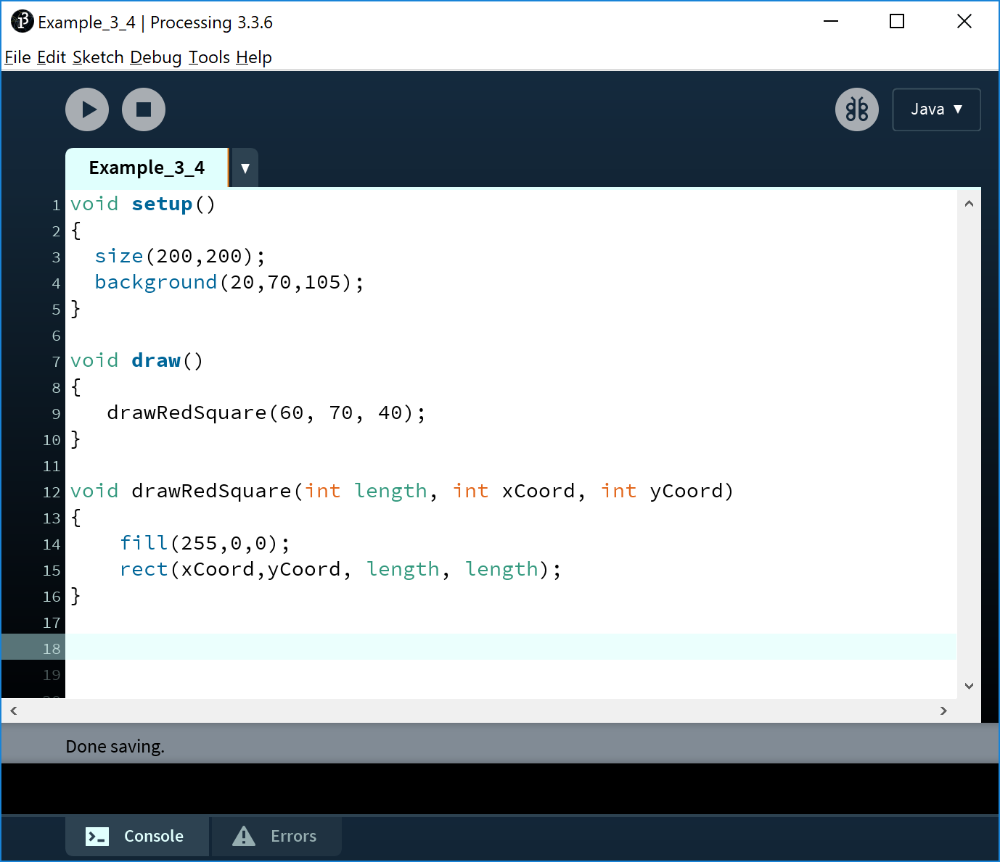 Example_3_4 | Processing 3.3.6
File Edit Sketch Debug Tools Help
Java ▼
Example_3_4 ▼
1 void setup()
2 {
3   size(200,200);
4   background(20,70,105);
5 }
6
7 void draw()
8 {
9    drawRedSquare(60, 70, 40);
10 }
11
12 void drawRedSquare(int length, int xCoord, int yCoord)
13 {
14     fill(255,0,0);
15     rect(xCoord,yCoord, length, length);
16 }
17
18
19
Done saving.
Console Errors